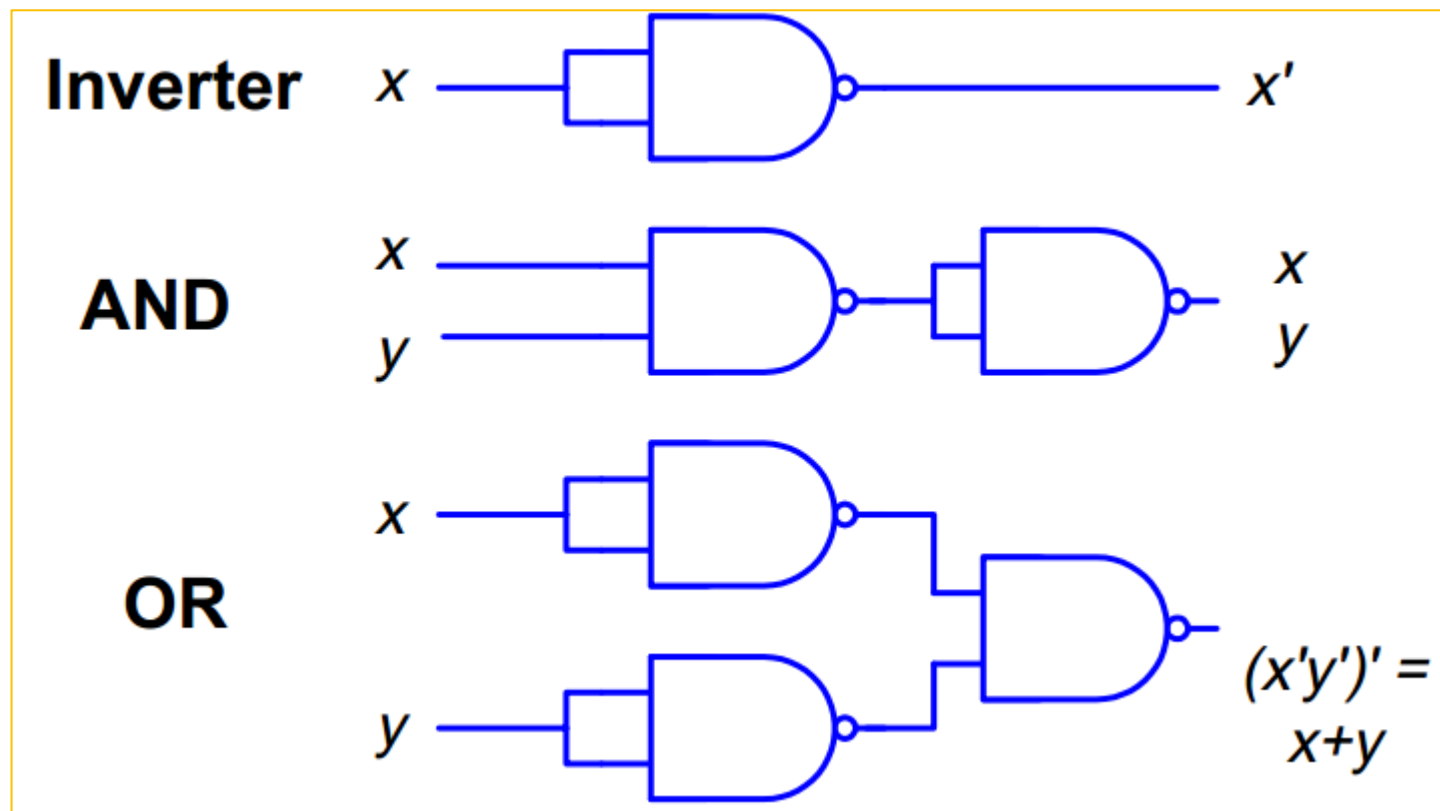 Inverter x x'
x x
AND
y y
x
OR
(x'y')' =
y x+y